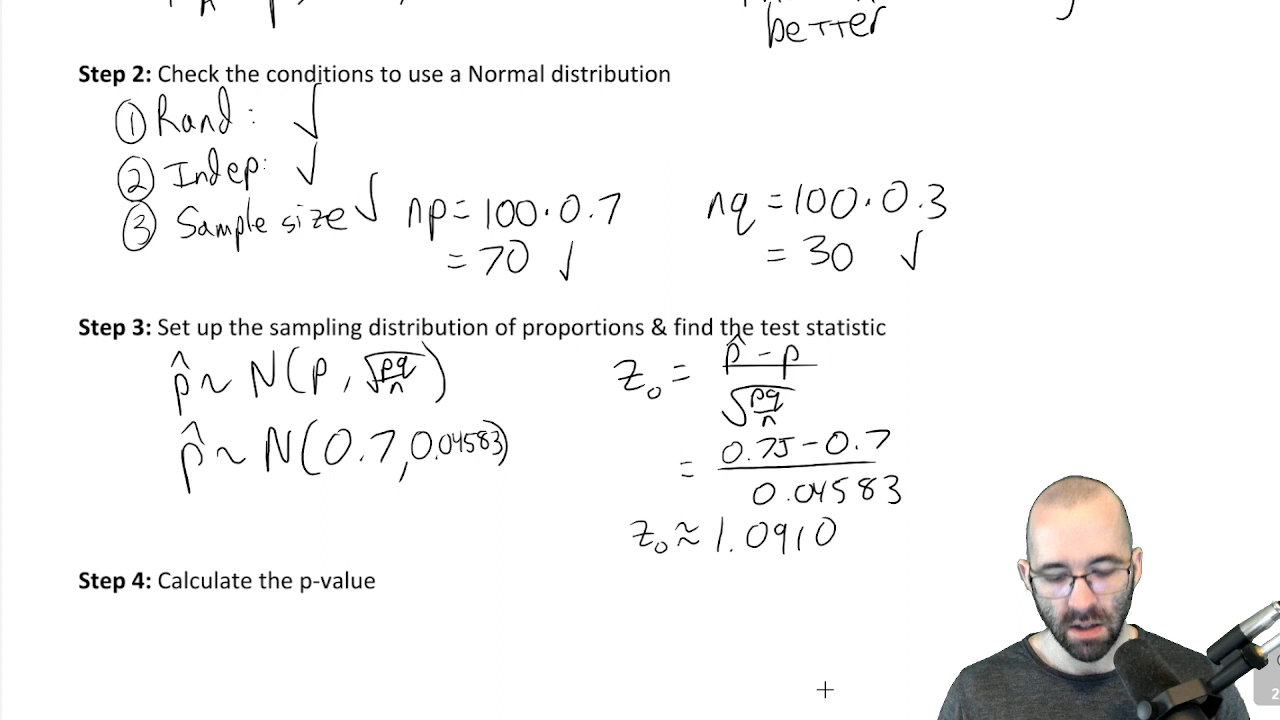 better
Step 2: Check the conditions to use a Normal distribution
① Rand: √
② Indep: √
③ Sample size √ np = 100·0.7 nq = 100·0.3
= 70 √ = 30 √
Step 3: Set up the sampling distribution of proportions & find the test statistic
p̂ ~ N(p, √(pq/n)) z₀ = (p̂ - p)/√(pq/n)
p̂ ~ N(0.7, 0.04583) = (0.75 - 0.7)/0.04583
z₀ ≈ 1.0910
Step 4: Calculate the p-value
2